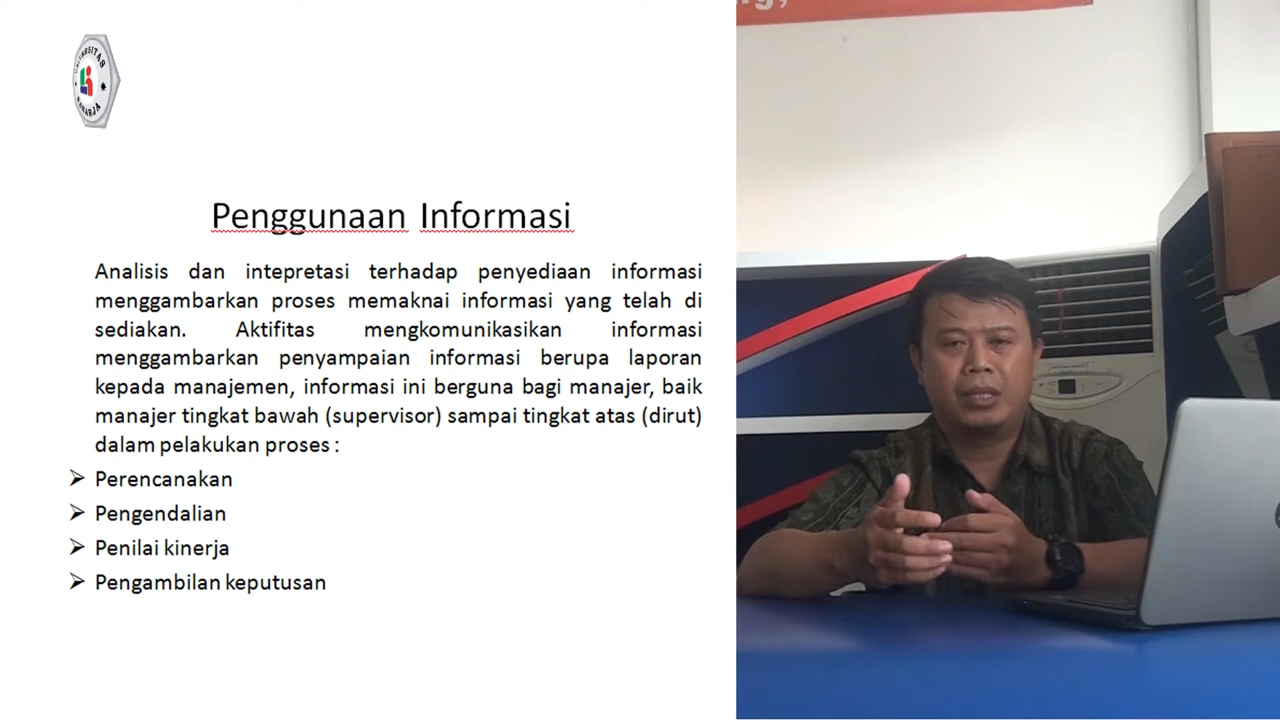 UNIVERSITAS
RAHARJA
Penggunaan Informasi
Analisis dan intepretasi terhadap penyediaan informasi
menggambarkan proses memaknai informasi yang telah di
sediakan. Aktifitas mengkomunikasikan informasi
menggambarkan penyampaian informasi berupa laporan
kepada manajemen, informasi ini berguna bagi manajer, baik
manajer tingkat bawah (supervisor) sampai tingkat atas (dirut)
dalam pelakukan proses :
Perencanakan
Pengendalian
Penilai kinerja
Pengambilan keputusan